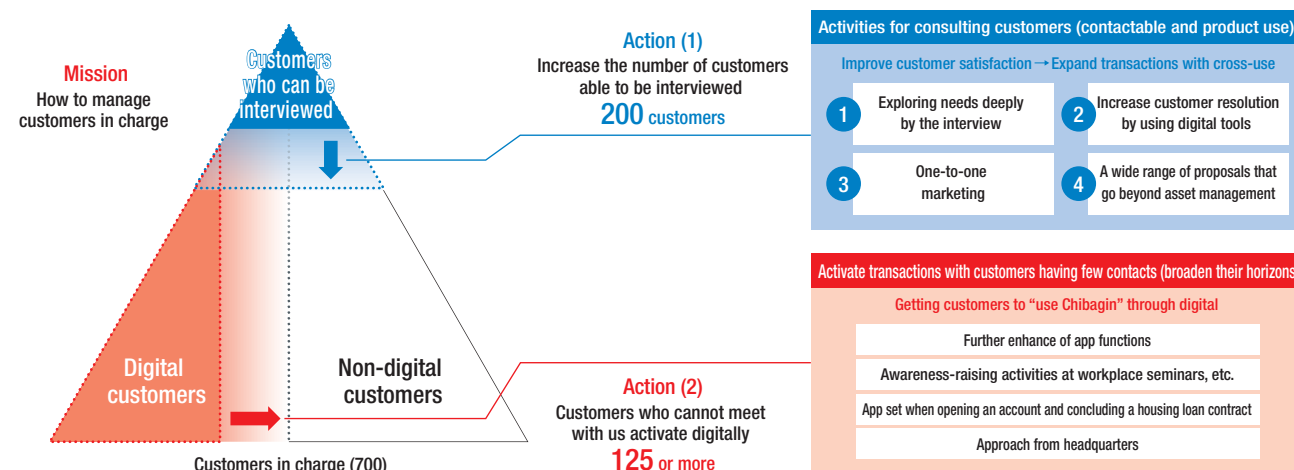 Mission
How to manage
customers in charge
Customers
who can be
interviewed
Digital
customers
Non-digital
customers
Customers in charge (700)
Action (1)
Increase the number of customers
able to be interviewed
200 customers
Action (2)
Customers who cannot meet
with us activate digitally
125 or more
Activities for consulting customers (contactable and product use)
Improve customer satisfaction → Expand transactions with cross-use
1
Exploring needs deeply
by the interview
2
Increase customer resolution
by using digital tools
3
One-to-one
marketing
4
A wide range of proposals that
go beyond asset management
Activate transactions with customers having few contacts (broaden their horizons
Getting customers to “use Chibagin” through digital
Further enhance of app functions
Awareness-raising activities at workplace seminars, etc.
App set when opening an account and concluding a housing loan contract
Approach from headquarters